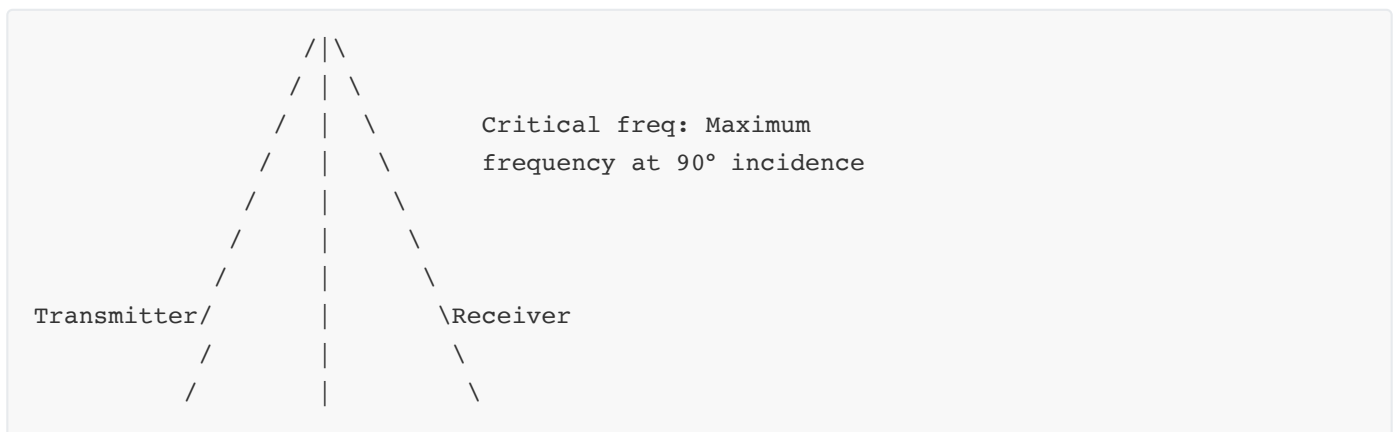 /|\
/ | \
/ | \ Critical freq: Maximum
/ | \ frequency at 90° incidence
/ | \
/ | \
/ | \
Transmitter/ | \Receiver
/ | \
/ | \